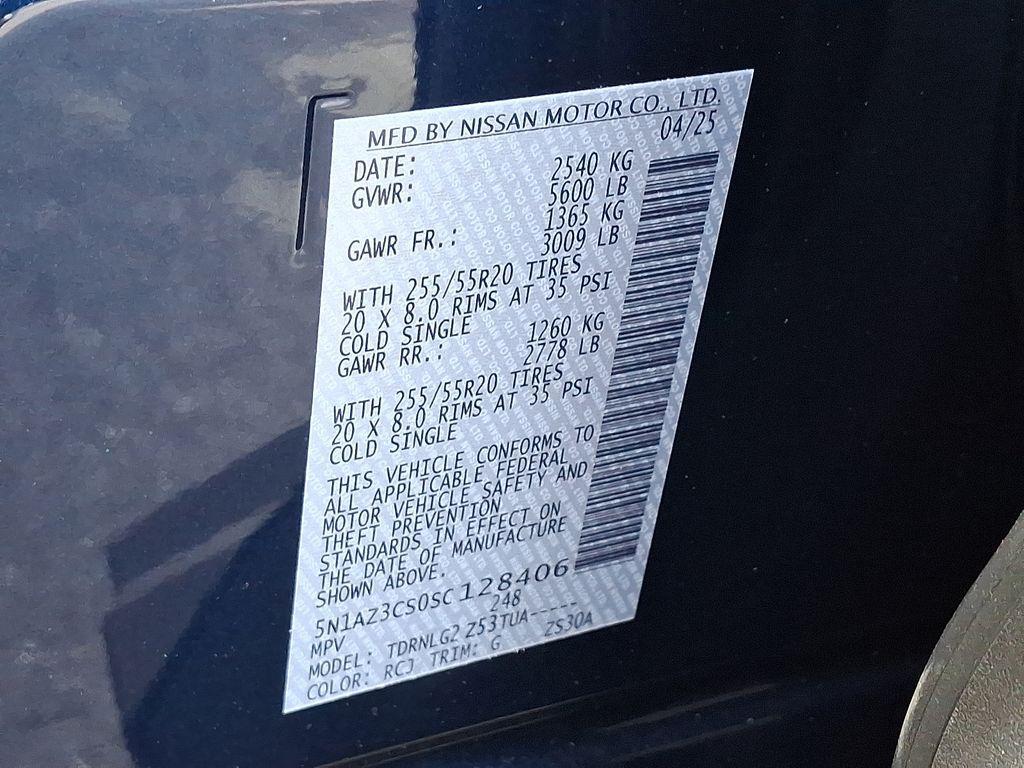 MFD BY NISSAN MOTOR CO., LTD.
DATE: 04/25
GVWR: 2540 KG
5600 LB
GAWR FR.: 1365 KG
3009 LB
WITH 255/55R20 TIRES
20 X 8.0 RIMS AT 35 PSI
COLD SINGLE
GAWR RR.: 1260 KG
2778 LB
WITH 255/55R20 TIRES
20 X 8.0 RIMS AT 35 PSI
COLD SINGLE
THIS VEHICLE CONFORMS TO
ALL APPLICABLE FEDERAL
MOTOR VEHICLE SAFETY AND
THEFT PREVENTION
STANDARDS IN EFFECT ON
THE DATE OF MANUFACTURE
SHOWN ABOVE.
5N1AZ3CS0SC128406
MPV 248
MODEL: TDRNLG2 Z53TUA-----
COLOR: RCJ TRIM: G ZS30A